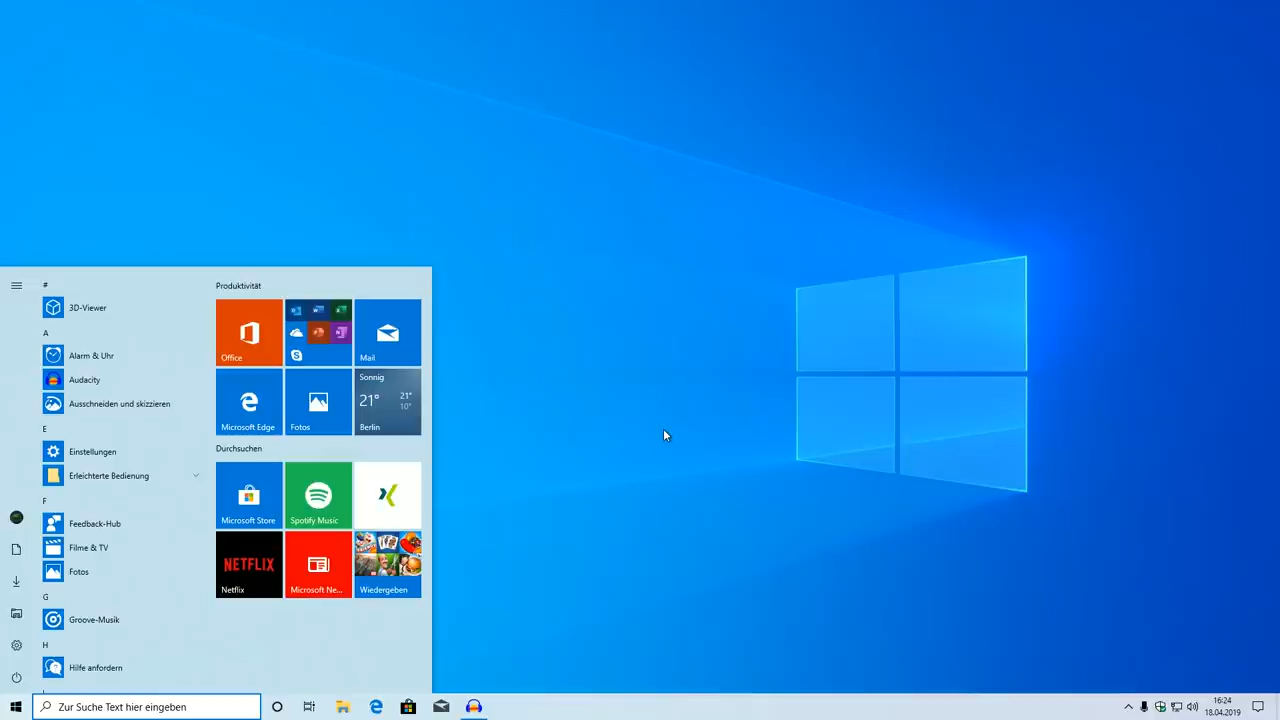 #
3D-Viewer
A
Alarm & Uhr
Audacity
Ausschneiden und skizzieren
E
Einstellungen
Erleichterte Bedienung
F
Feedback-Hub
Filme & TV
Fotos
G
Groove-Musik
H
Hilfe anfordern
Produktivität
Office
Mail
Microsoft Edge
Fotos
Sonnig
21° 21°
10°
Berlin
Durchsuchen
Microsoft Store
Spotify Music
NETFLIX
Netflix
Microsoft Ne...
Wiedergeben
Zur Suche Text hier eingeben
16:24
18.04.2019